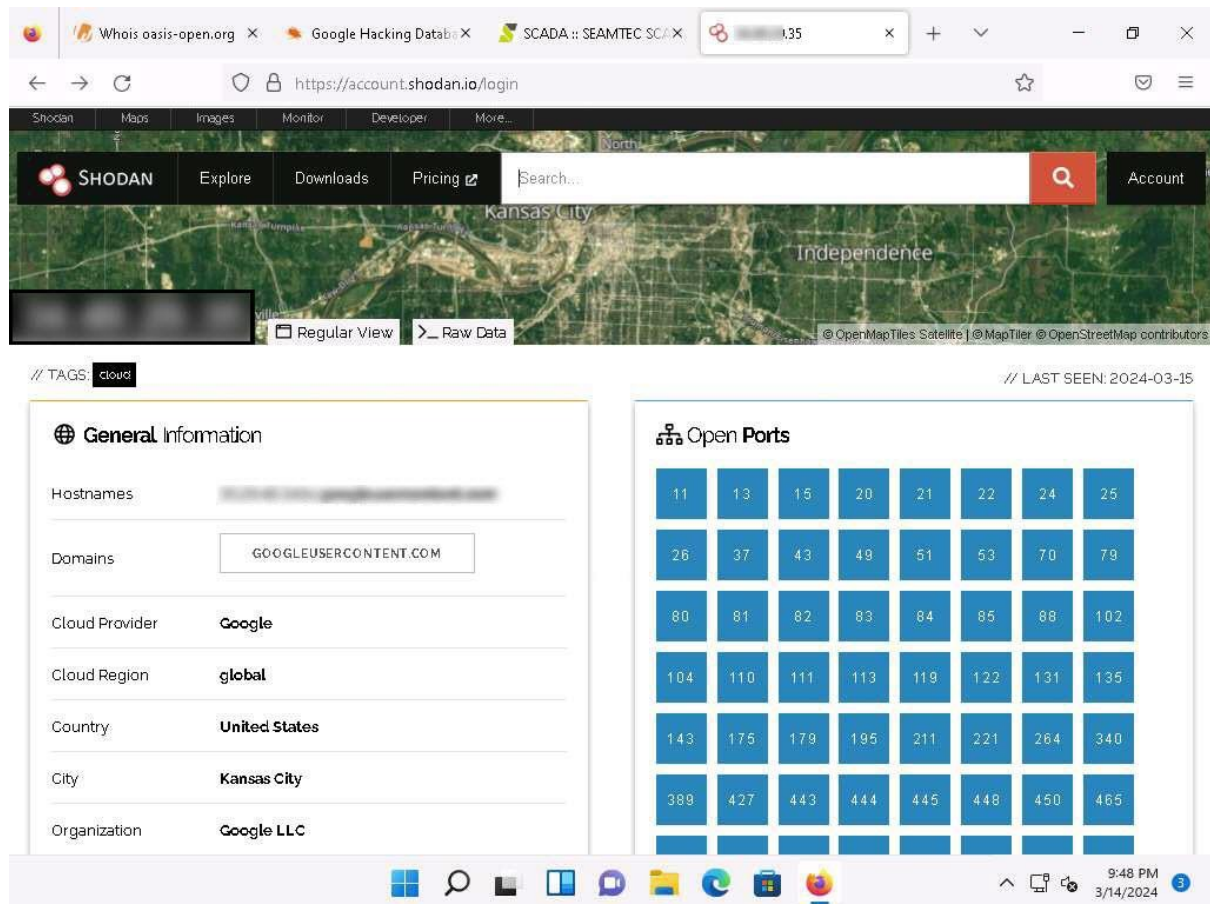 Whois oasis-open.org
Google Hacking Databa
SCADA :: SEAMTEC SCA
.35
https://account.shodan.io/login
Shodan Maps Images Monitor Developer More...
SHODAN Explore Downloads Pricing Search... Account
Kansas City
Independence
Regular View >_ Raw Data
© OpenMapTiles Satellite | © MapTiler © OpenStreetMap contributors
// TAGS: cloud
// LAST SEEN: 2024-03-15
General Information
Hostnames
Domains GOOGLEUSERCONTENT.COM
Cloud Provider Google
Cloud Region global
Country United States
City Kansas City
Organization Google LLC
Open Ports
11 13 15 20 21 22 24 25
26 37 43 49 51 53 70 79
80 81 82 83 84 85 88 102
104 110 111 113 119 122 131 135
143 175 179 195 211 221 264 340
389 427 443 444 445 448 450 465
9:48 PM
3/14/2024
3